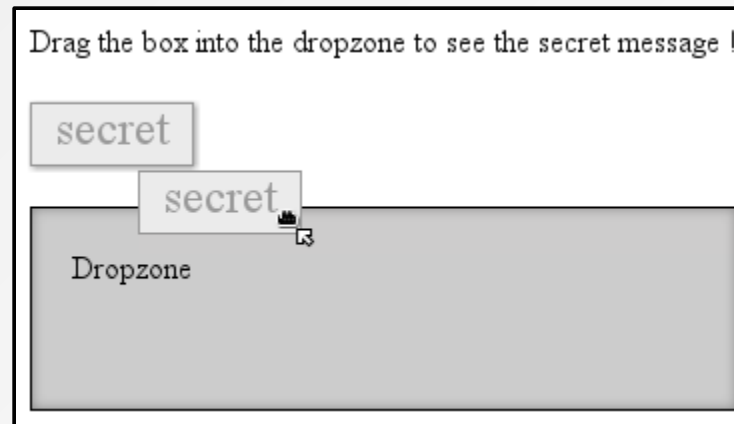 Drag the box into the dropzone to see the secret message !
secret
secret
Dropzone